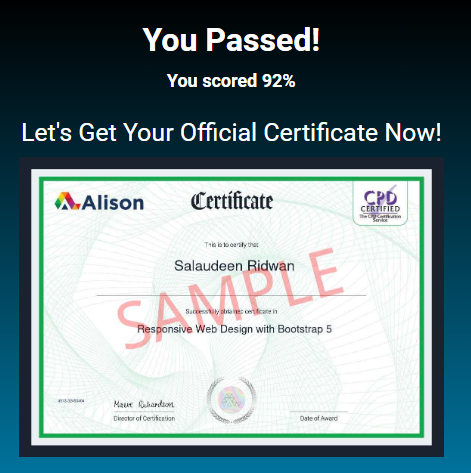 You Passed!
You scored 92%
Let's Get Your Official Certificate Now!
Alison
Certificate
CPD
CERTIFIED
The CPD Certification
Service
This is to certify that
Salaudeen Ridwan
SAMPLE
Successfully obtained certificate in
Responsive Web Design with Bootstrap 5
Maeve Richardson
Director of Certification
Date of Award